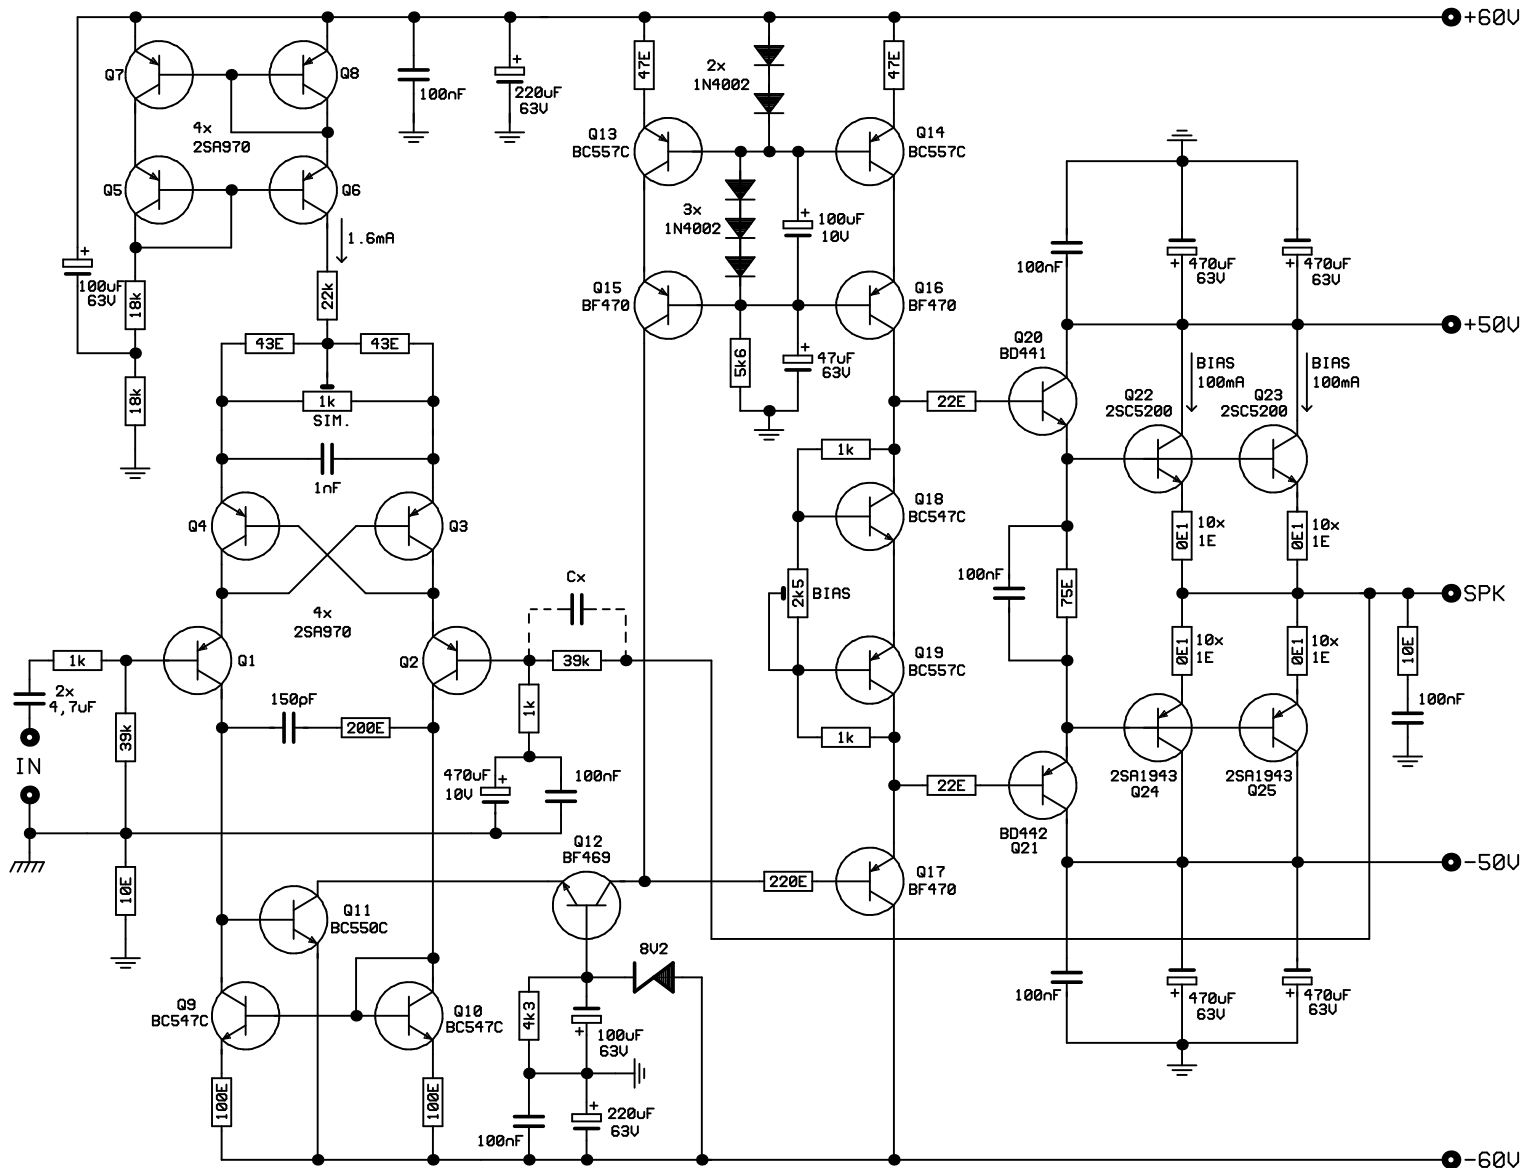 +60V
Q7
Q8
100nF
220uF
63V
47E
2x
1N4002
47E
4x
2SA970
Q13
BC557C
Q14
BC557C
Q5
Q6
1.6mA
3x
1N4002
100uF
10V
100uF
63V
18k
22k
Q15
BF470
Q16
BF470
100nF
470uF
63V
470uF
63V
+50V
43E
43E
5k6
47uF
63V
Q20
BD441
BIAS
100mA
BIAS
100mA
18k
1k
SIM.
22E
Q22
2SC5200
Q23
2SC5200
1nF
1k
Q4
Q3
Q18
BC547C
0E1
10x
1E
0E1
10x
1E
Cx
100nF
75E
2k5
BIAS
SPK
4x
2SA970
1k
Q1
Q2
39k
Q19
BC557C
0E1
10x
1E
0E1
10x
1E
10E
2x
4,7uF
39k
150pF
200E
1k
1k
100nF
IN
470uF
10V
100nF
22E
2SA1943
Q24
2SA1943
Q25
BD442
Q21
10E
Q12
BF469
-50V
220E
Q17
BF470
Q11
BC550C
8V2
Q9
BC547C
Q10
BC547C
4k3
100uF
63V
100nF
470uF
63V
470uF
63V
100E
100E
100nF
220uF
63V
-60V